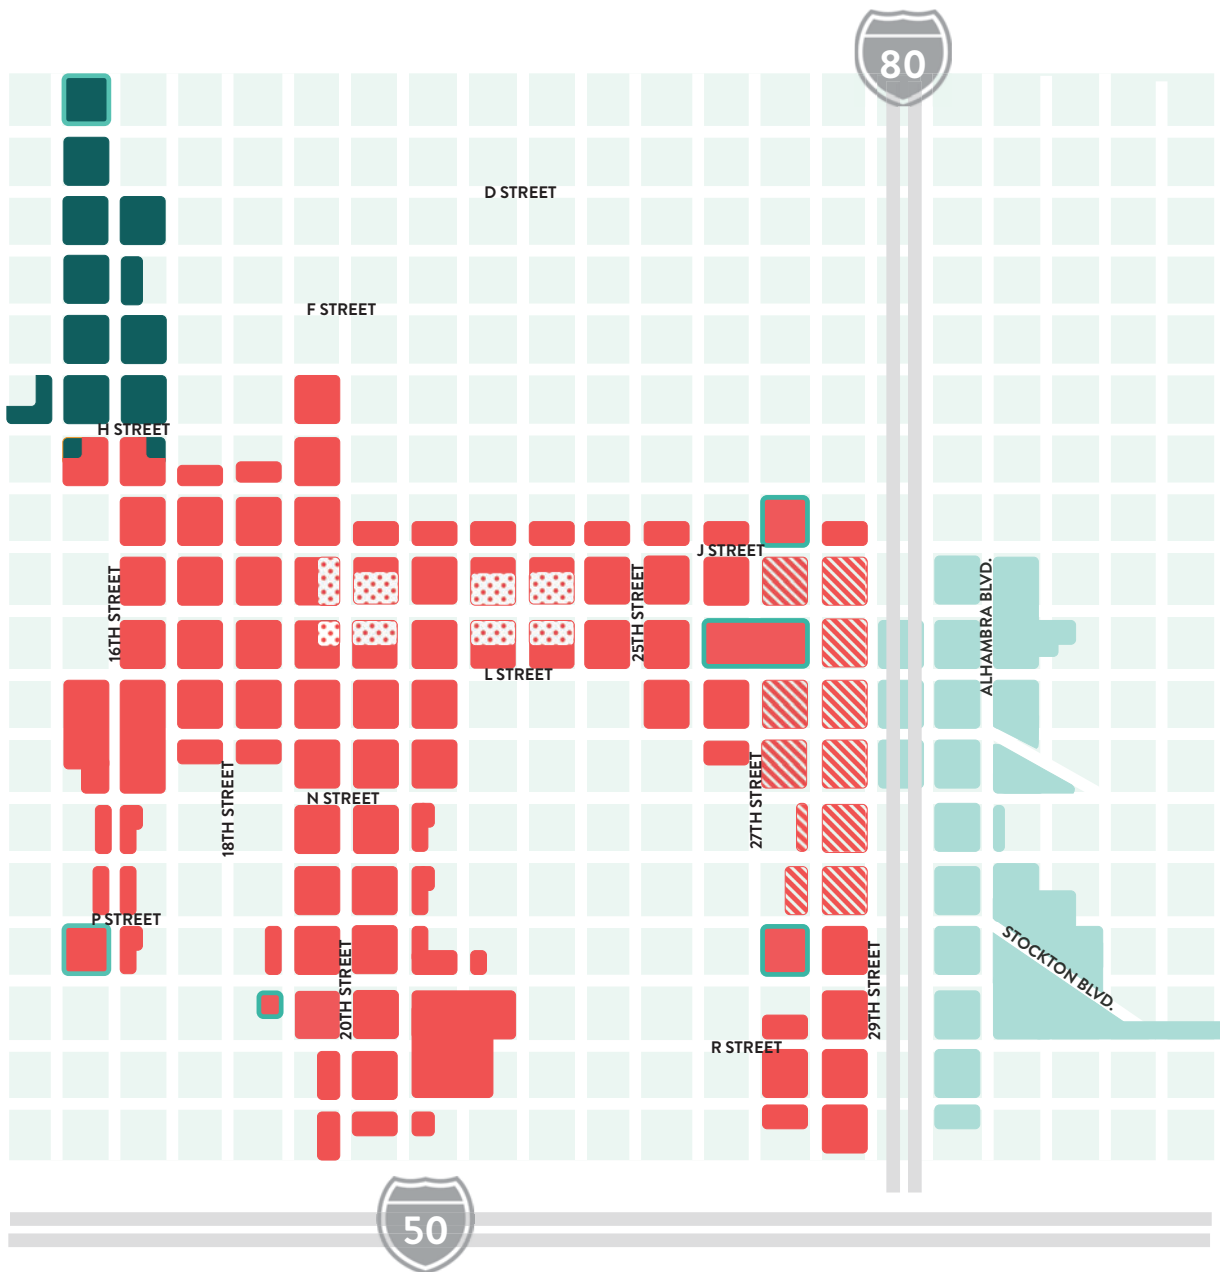 80
D STREET
F STREET
H STREET
J STREET
16TH STREET
25TH STREET
ALHAMBRA BLVD.
L STREET
18TH STREET
N STREET
27TH STREET
P STREET
20TH STREET
29TH STREET
STOCKTON BLVD.
R STREET
50